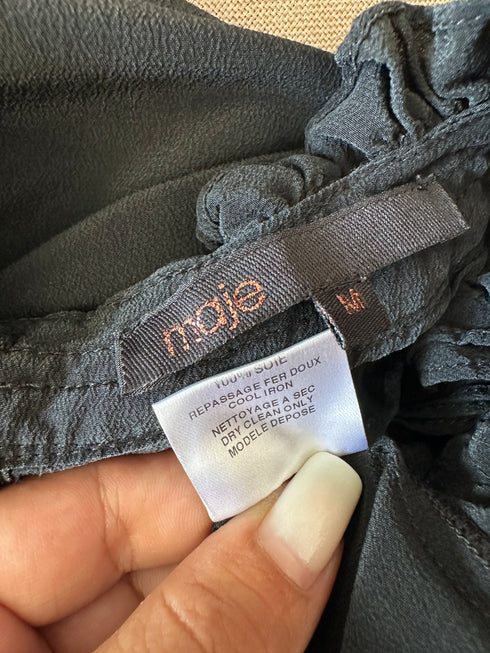 maje
M
100% SOIE
REPASSAGE FER DOUX
COOL IRON
NETTOYAGE A SEC
DRY CLEAN ONLY
MODELE DEPOSE